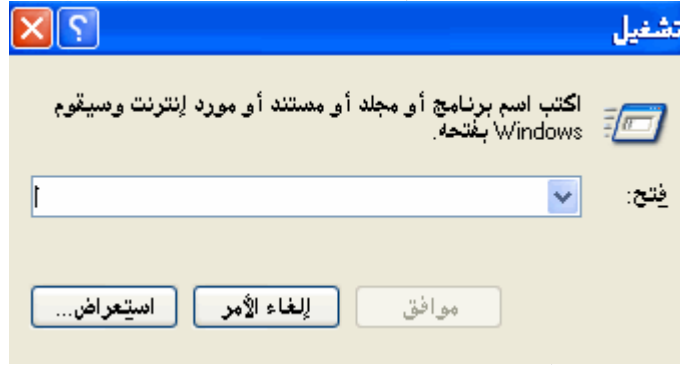 تشغيل
اكتب اسم برنامج أو مجلد أو مستند أو مورد إنترنت وسيقوم
Windows بفتحه.
فتح:
موافق
إلغاء الأمر
استعراض...